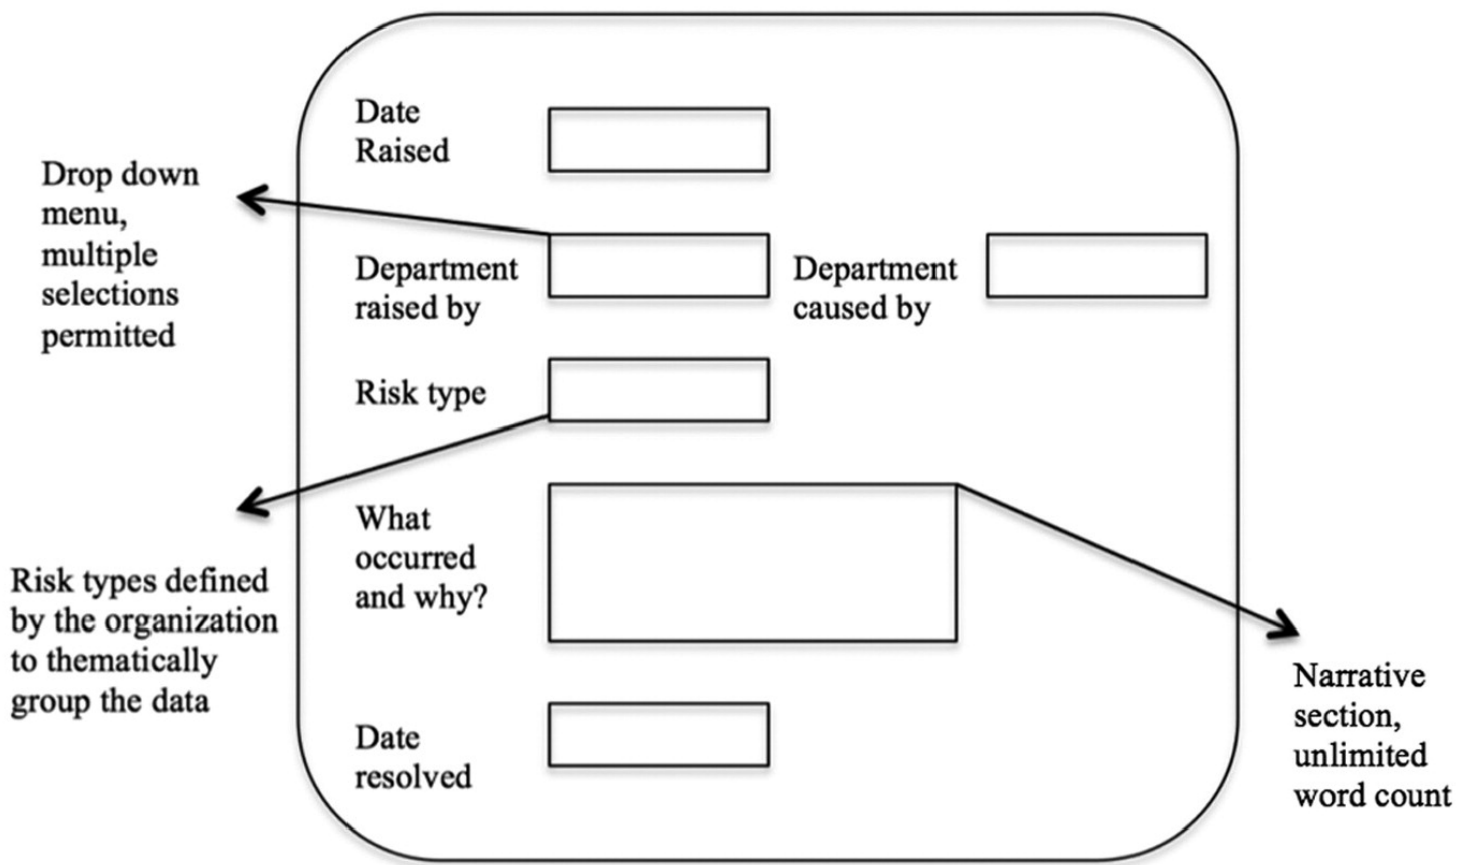 Date
Raised
Drop down
menu,
multiple
selections
permitted
Department
raised by
Department
caused by
Risk type
What
occurred
and why?
Risk types defined
by the organization
to thematically
group the data
Narrative
section,
unlimited
word count
Date
resolved